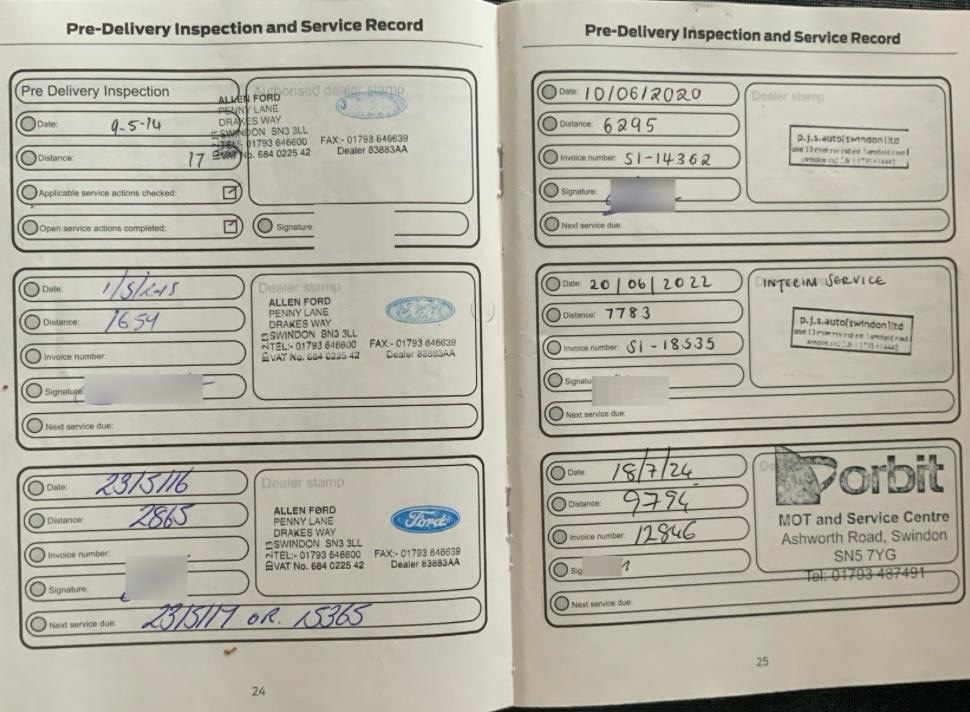 Pre-Delivery Inspection and Service Record
Pre Delivery Inspection
Authorised dealer stamp
Date: 9-5-14
Distance: 17
Applicable service actions checked:
Open service actions completed:
ALLEN FORD
PENNY LANE
DRAKES WAY
SWINDON SN3 3LL
TEL:- 01793 646600 FAX:- 01793 646639
VAT No. 684 0225 42 Dealer 83883AA
Signature:
Date: 1/5/2015
Distance: 1654
Invoice number:
Signature:
Next service due:
Dealer stamp
ALLEN FORD
PENNY LANE
DRAKES WAY
SWINDON SN3 3LL
TEL:- 01793 646600 FAX:- 01793 646639
VAT No. 684 0225 42 Dealer 83883AA
Ford
Date: 23/5/16
Distance: 2865
Invoice number:
Signature:
Next service due: 23/5/17 OR. 15365
Dealer stamp
ALLEN FORD
PENNY LANE
DRAKES WAY
SWINDON SN3 3LL
TEL:- 01793 646600 FAX:- 01793 646639
VAT No. 684 0225 42 Dealer 83883AA
Ford
24
Pre-Delivery Inspection and Service Record
Date: 10/06/2020
Distance: 6295
Invoice number: SI-14362
Signature:
Next service due:
Dealer stamp
p.j.s.auto(swindon)ltd
Date: 20/06/2022
Distance: 7783
Invoice number: SI-18535
Signatu
Next service due:
INTERIM SERVICE
p.j.s.auto(swindon)ltd
Date: 18/7/24
Distance: 9794
Invoice number: 12846
Sig
Next service due:
orbit
MOT and Service Centre
Ashworth Road, Swindon
SN5 7YG
Tel: 01793 487491
25